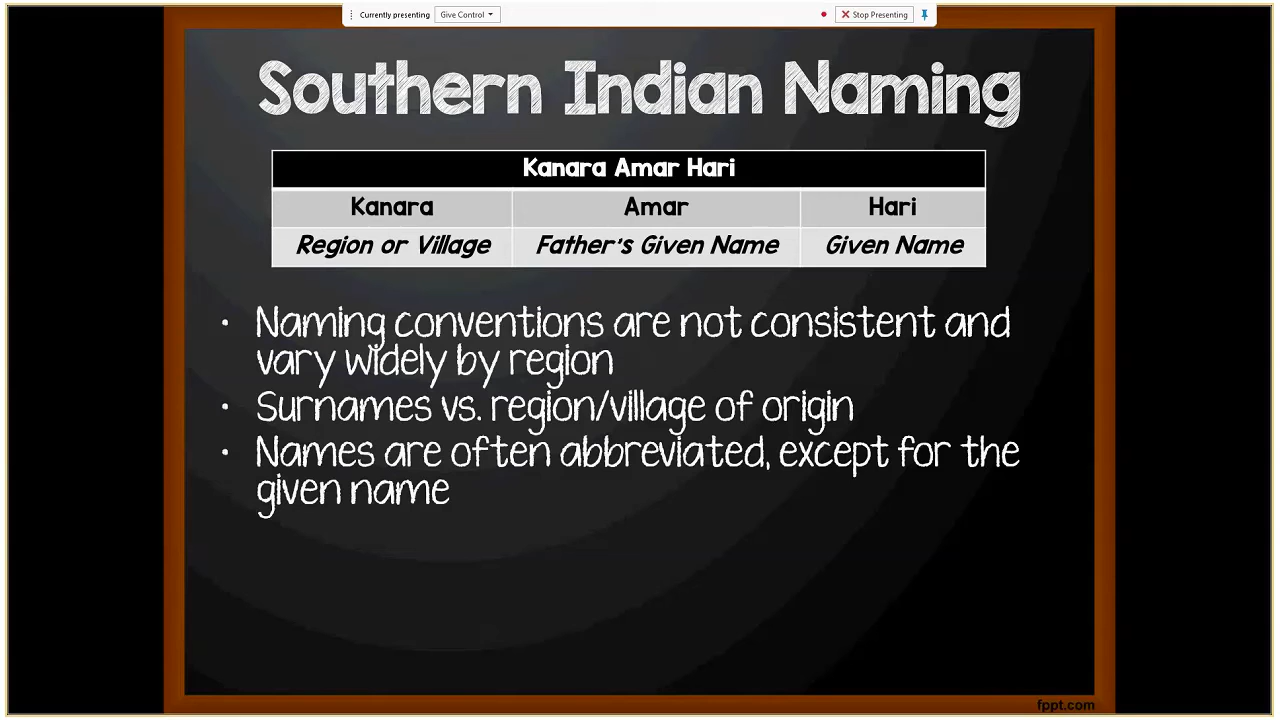 Currently presenting Give Control Stop Presenting
Southern Indian Naming
Kanara Amar Hari
Kanara Amar Hari
Region or Village Father's Given Name Given Name
• Naming conventions are not consistent and
vary widely by region
• Surnames vs. region/village of origin
• Names are often abbreviated, except for the
given name
fppt.com